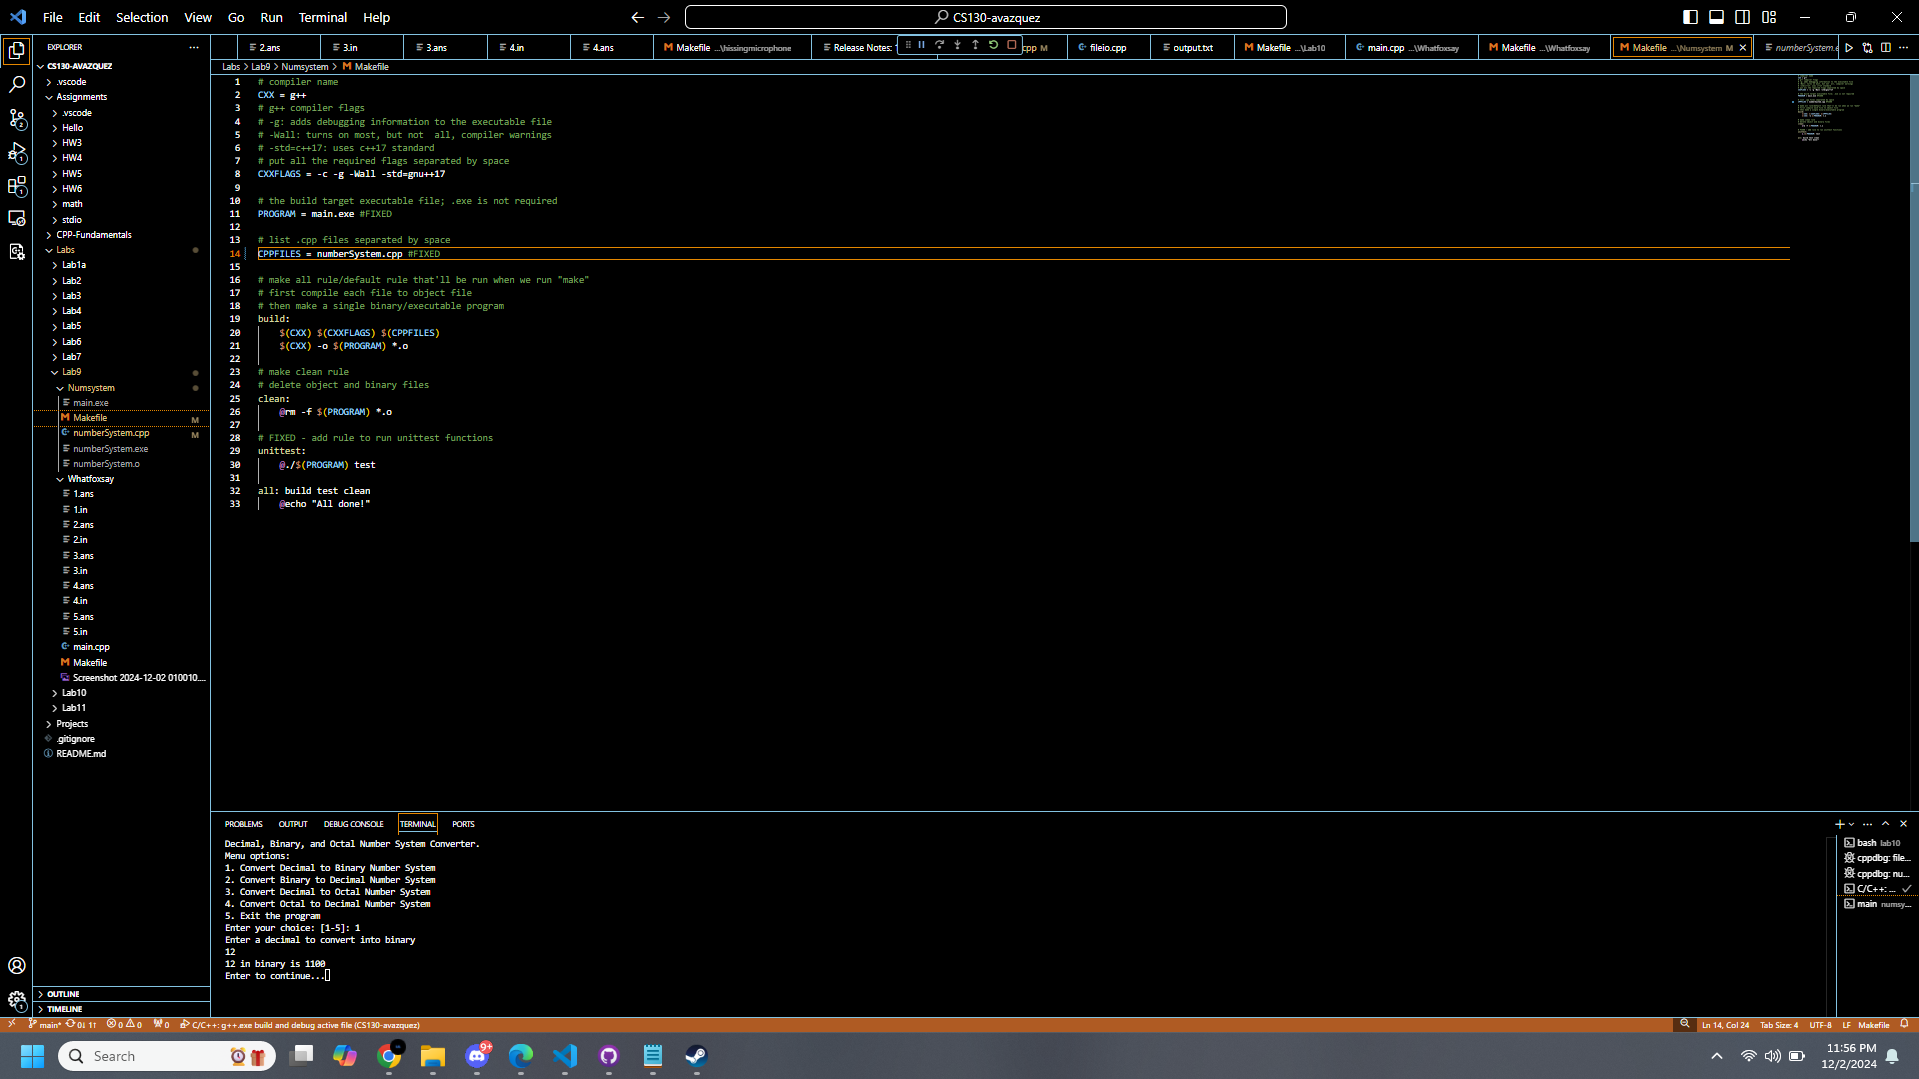 File Edit Selection View Go Run Terminal Help
CS130-avazquez
EXPLORER
2.ans 3.in 3.ans 4.in 4.ans Makefile ...\hissingmicrophone Release Notes: cpp M fileio.cpp output.txt Makefile ...\Lab10 main.cpp ...\Whatfoxsay Makefile ...\Whatfoxsay Makefile ...\Numsystem M numberSystem.e
Labs > Lab9 > Numsystem > Makefile
CS130-AVAZQUEZ
.vscode
Assignments
.vscode
Hello
HW3
HW4
HW5
HW6
math
stdio
CPP-Fundamentals
Labs
Lab1a
Lab2
Lab3
Lab4
Lab5
Lab6
Lab7
Lab9
Numsystem
main.exe
Makefile M
numberSystem.cpp M
numberSystem.exe
numberSystem.o
Whatfoxsay
1.ans
1.in
2.ans
2.in
3.ans
3.in
4.ans
4.in
5.ans
5.in
main.cpp
Makefile
Screenshot 2024-12-02 010010....
Lab10
Lab11
Projects
.gitignore
README.md
OUTLINE
TIMELINE
1 # compiler name
2 CXX = g++
3 # g++ compiler flags
4 # -g: adds debugging information to the executable file
5 # -Wall: turns on most, but not  all, compiler warnings
6 # -std=c++17: uses c++17 standard
7 # put all the required flags separated by space
8 CXXFLAGS = -c -g -Wall -std=gnu++17
9
10 # the build target executable file; .exe is not required
11 PROGRAM = main.exe #FIXED
12
13 # list .cpp files separated by space
14 CPPFILES = numberSystem.cpp #FIXED
15
16 # make all rule/default rule that'll be run when we run "make"
17 # first compile each file to object file
18 # then make a single binary/executable program
19 build:
20 $(CXX) $(CXXFLAGS) $(CPPFILES)
21 $(CXX) -o $(PROGRAM) *.o
22
23 # make clean rule
24 # delete object and binary files
25 clean:
26 @rm -f $(PROGRAM) *.o
27
28 # FIXED - add rule to run unittest functions
29 unittest:
30 @./$(PROGRAM) test
31
32 all: build test clean
33 @echo "All done!"
PROBLEMS OUTPUT DEBUG CONSOLE TERMINAL PORTS
Decimal, Binary, and Octal Number System Converter.
Menu options:
1. Convert Decimal to Binary Number System
2. Convert Binary to Decimal Number System
3. Convert Decimal to Octal Number System
4. Convert Octal to Decimal Number System
5. Exit the program
Enter your choice: [1-5]: 1
Enter a decimal to convert into binary
12
12 in binary is 1100
Enter to continue...
bash lab10
cppdbg: file...
cppdbg: nu...
C/C++: ...
main numsy...
main* 0↓ 1↑ 0 0 0 C/C++: g++.exe build and debug active file (CS130-avazquez)
Ln 14, Col 24 Tab Size: 4 UTF-8 LF Makefile
Search
9+
11:56 PM
12/2/2024